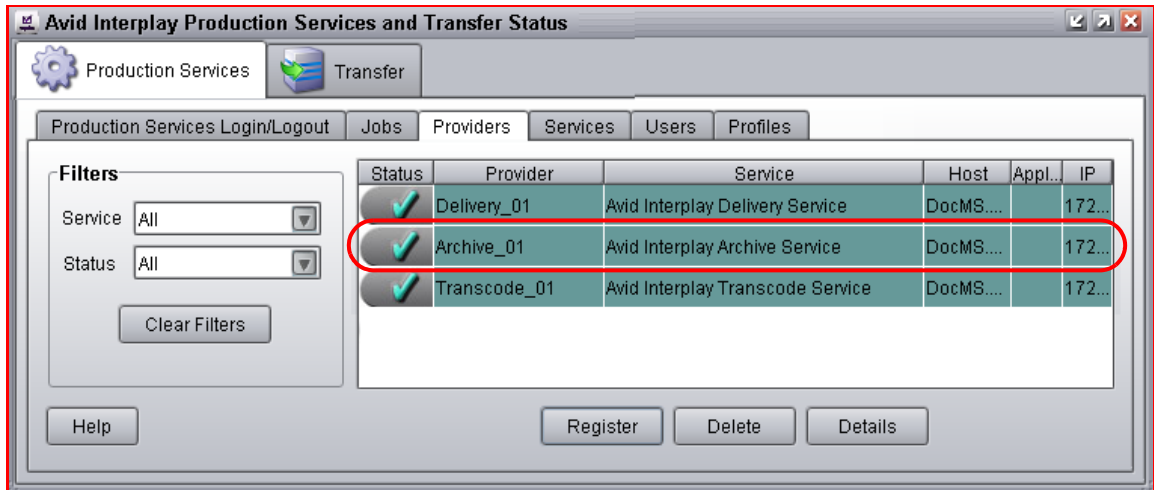 Avid Interplay Production Services and Transfer Status
Production Services Transfer
Production Services Login/Logout Jobs Providers Services Users Profiles
Filters
Service All
Status All
Clear Filters
Status Provider Service Host Appl... IP
Delivery_01 Avid Interplay Delivery Service DocMS.... 172...
Archive_01 Avid Interplay Archive Service DocMS.... 172...
Transcode_01 Avid Interplay Transcode Service DocMS.... 172...
Help Register Delete Details